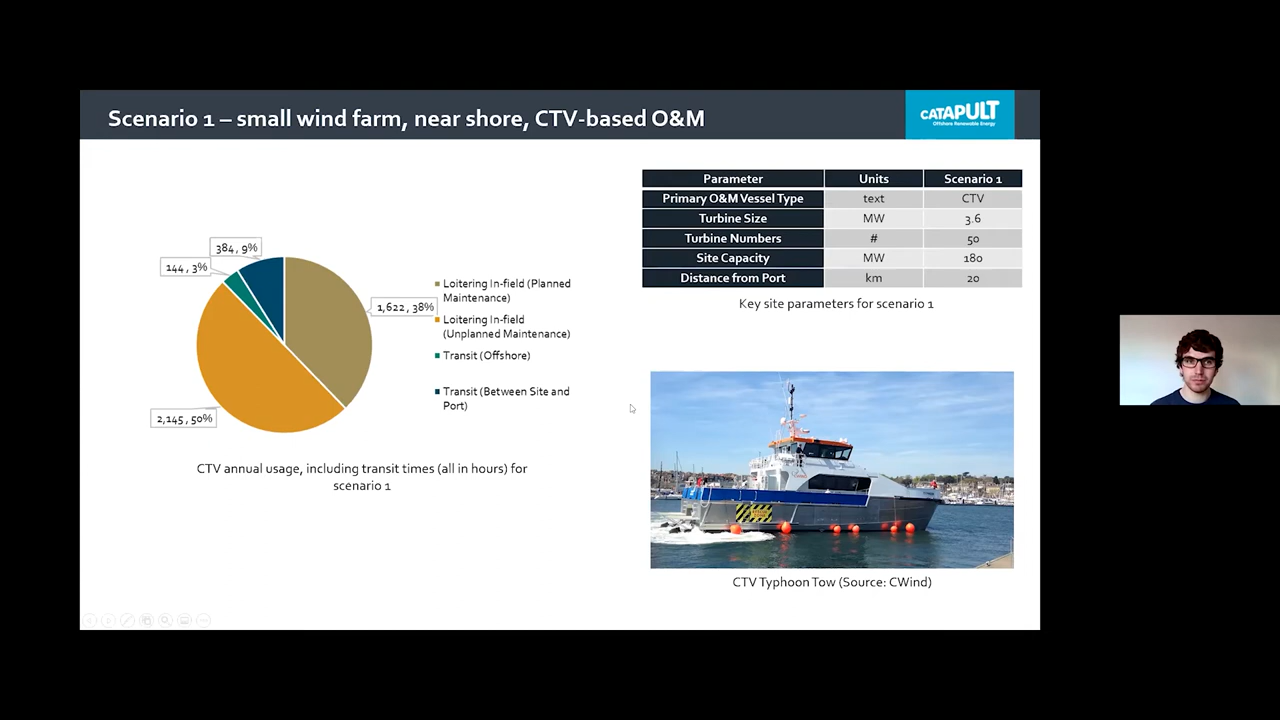 Scenario 1 – small wind farm, near shore, CTV-based O&M
CATAPULT
Offshore Renewable Energy
384 , 9%
144 , 3%
1,622 , 38%
2,145 , 50%
Loitering In-field (Planned
Maintenance)
Loitering In-field
(Unplanned Maintenance)
Transit (Offshore)
Transit (Between Site and
Port)
CTV annual usage, including transit times (all in hours) for
scenario 1
Parameter Units Scenario 1
Primary O&M Vessel Type text CTV
Turbine Size MW 3.6
Turbine Numbers # 50
Site Capacity MW 180
Distance from Port km 20
Key site parameters for scenario 1
CTV Typhoon Tow (Source: CWind)